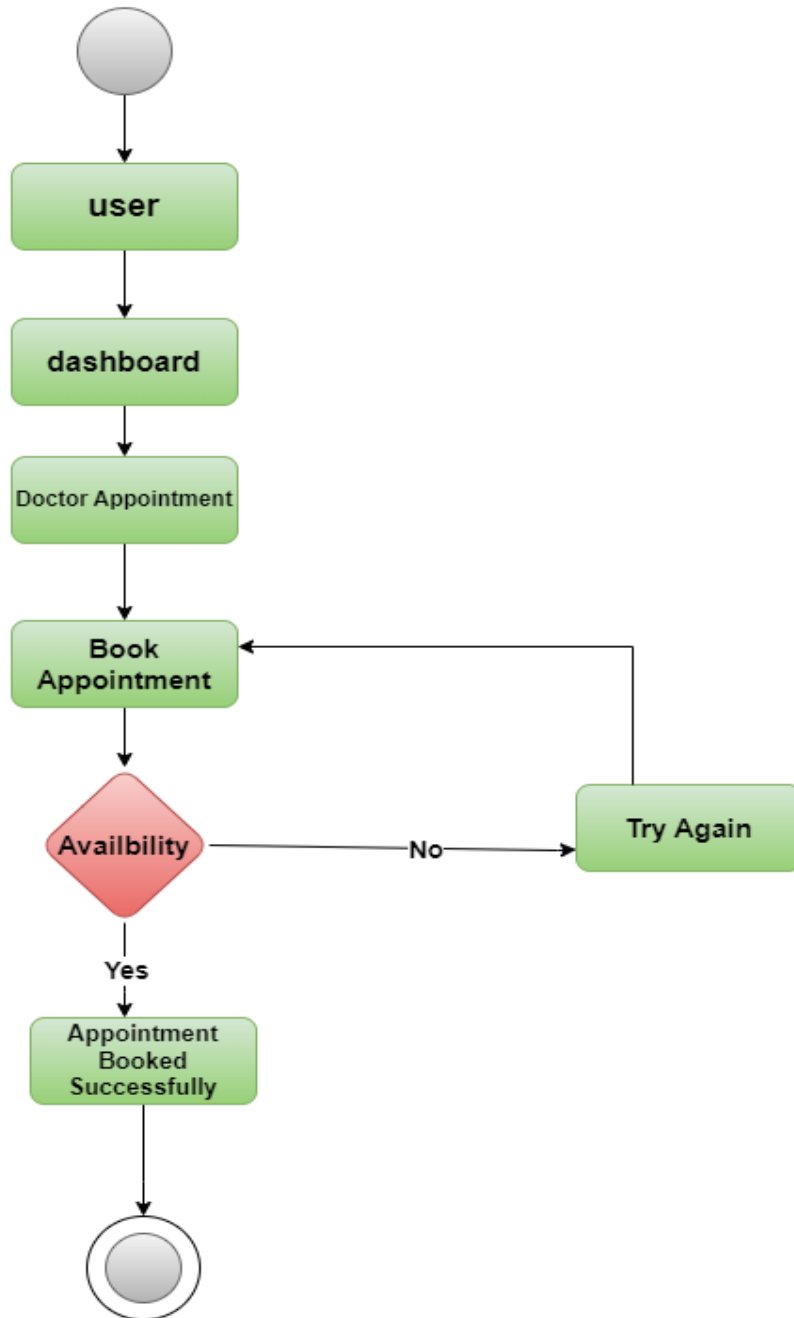 user
dashboard
Doctor Appointment
Book
Appointment
Availbility
No
Try Again
Yes
Appointment
Booked
Successfully